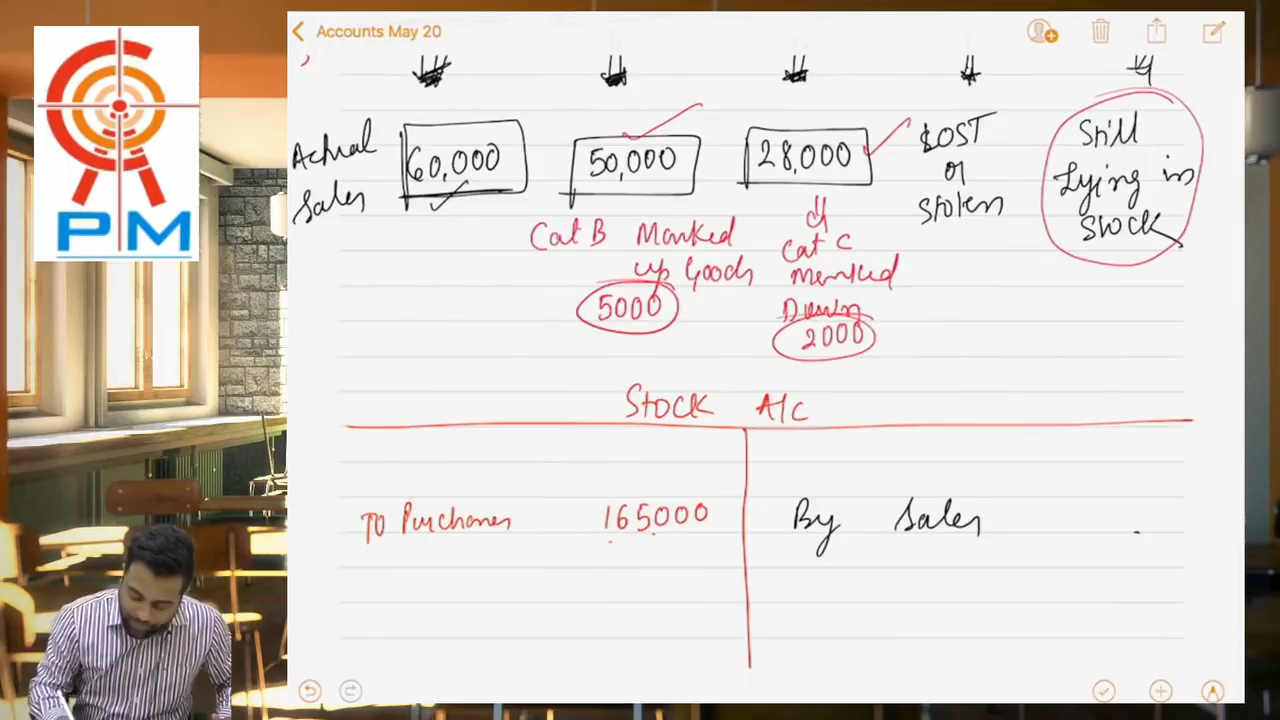 Accounts May 20
PM
Actual Sales
60,000
50,000
28,000
LOST or Stolen
Still Lying in Stock
Cat B Marked up Goods
5000
Cat C Marked Down
2000
Stock A/C
To Purchases 165000
By Sales